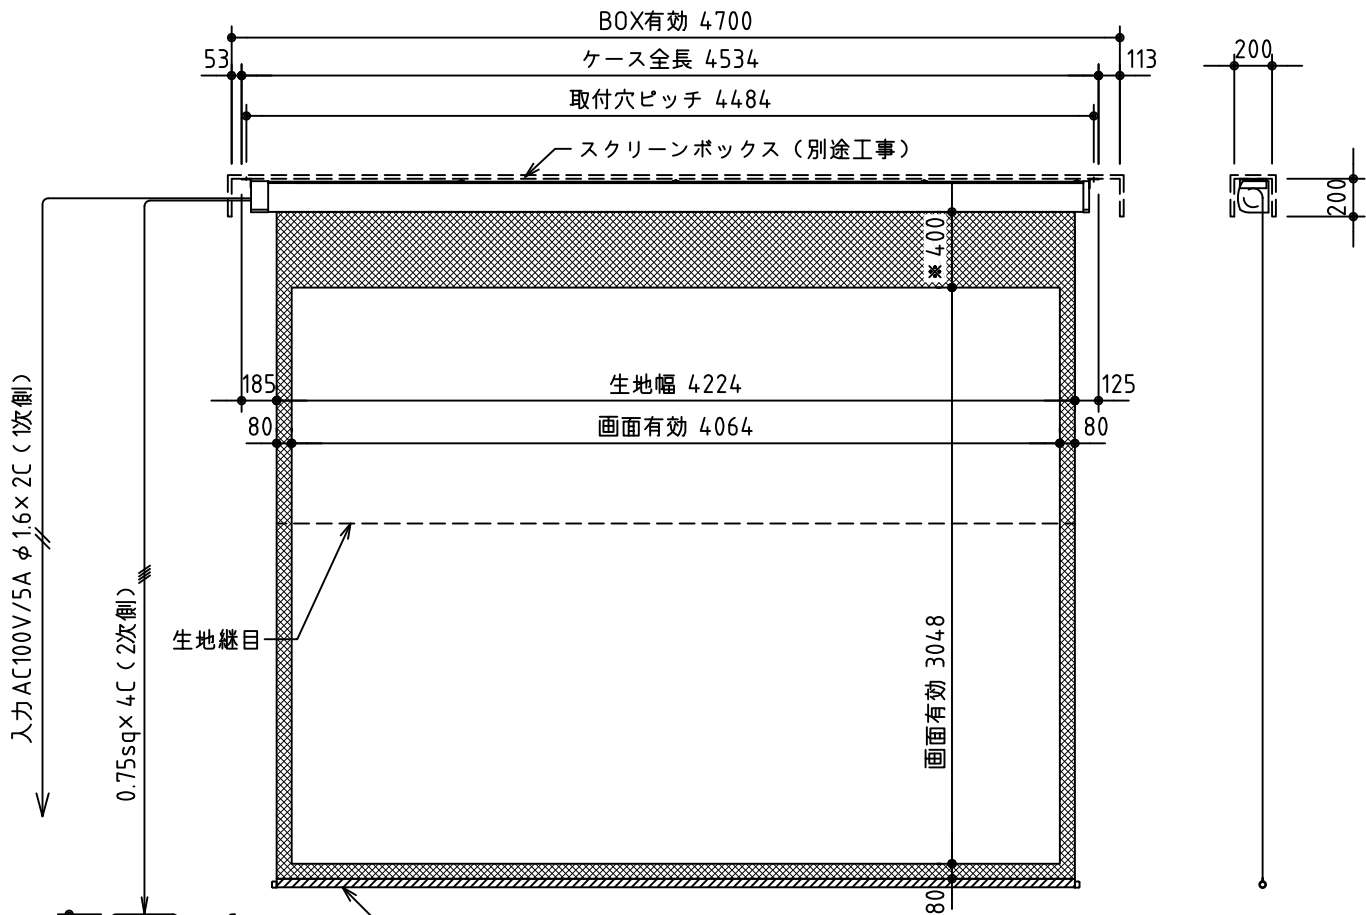 BOX有効 4700
53
ケース全長 4534
113
200
取付穴ピッチ 4484
スクリーンボックス（別途工事）
200
※ 400
185
生地幅 4224
125
80
画面有効 4064
80
入力AC100V/5A φ1.6×2C（1次側）
0.75sq×4C（2次側）
生地継目
画面有効 3048
80